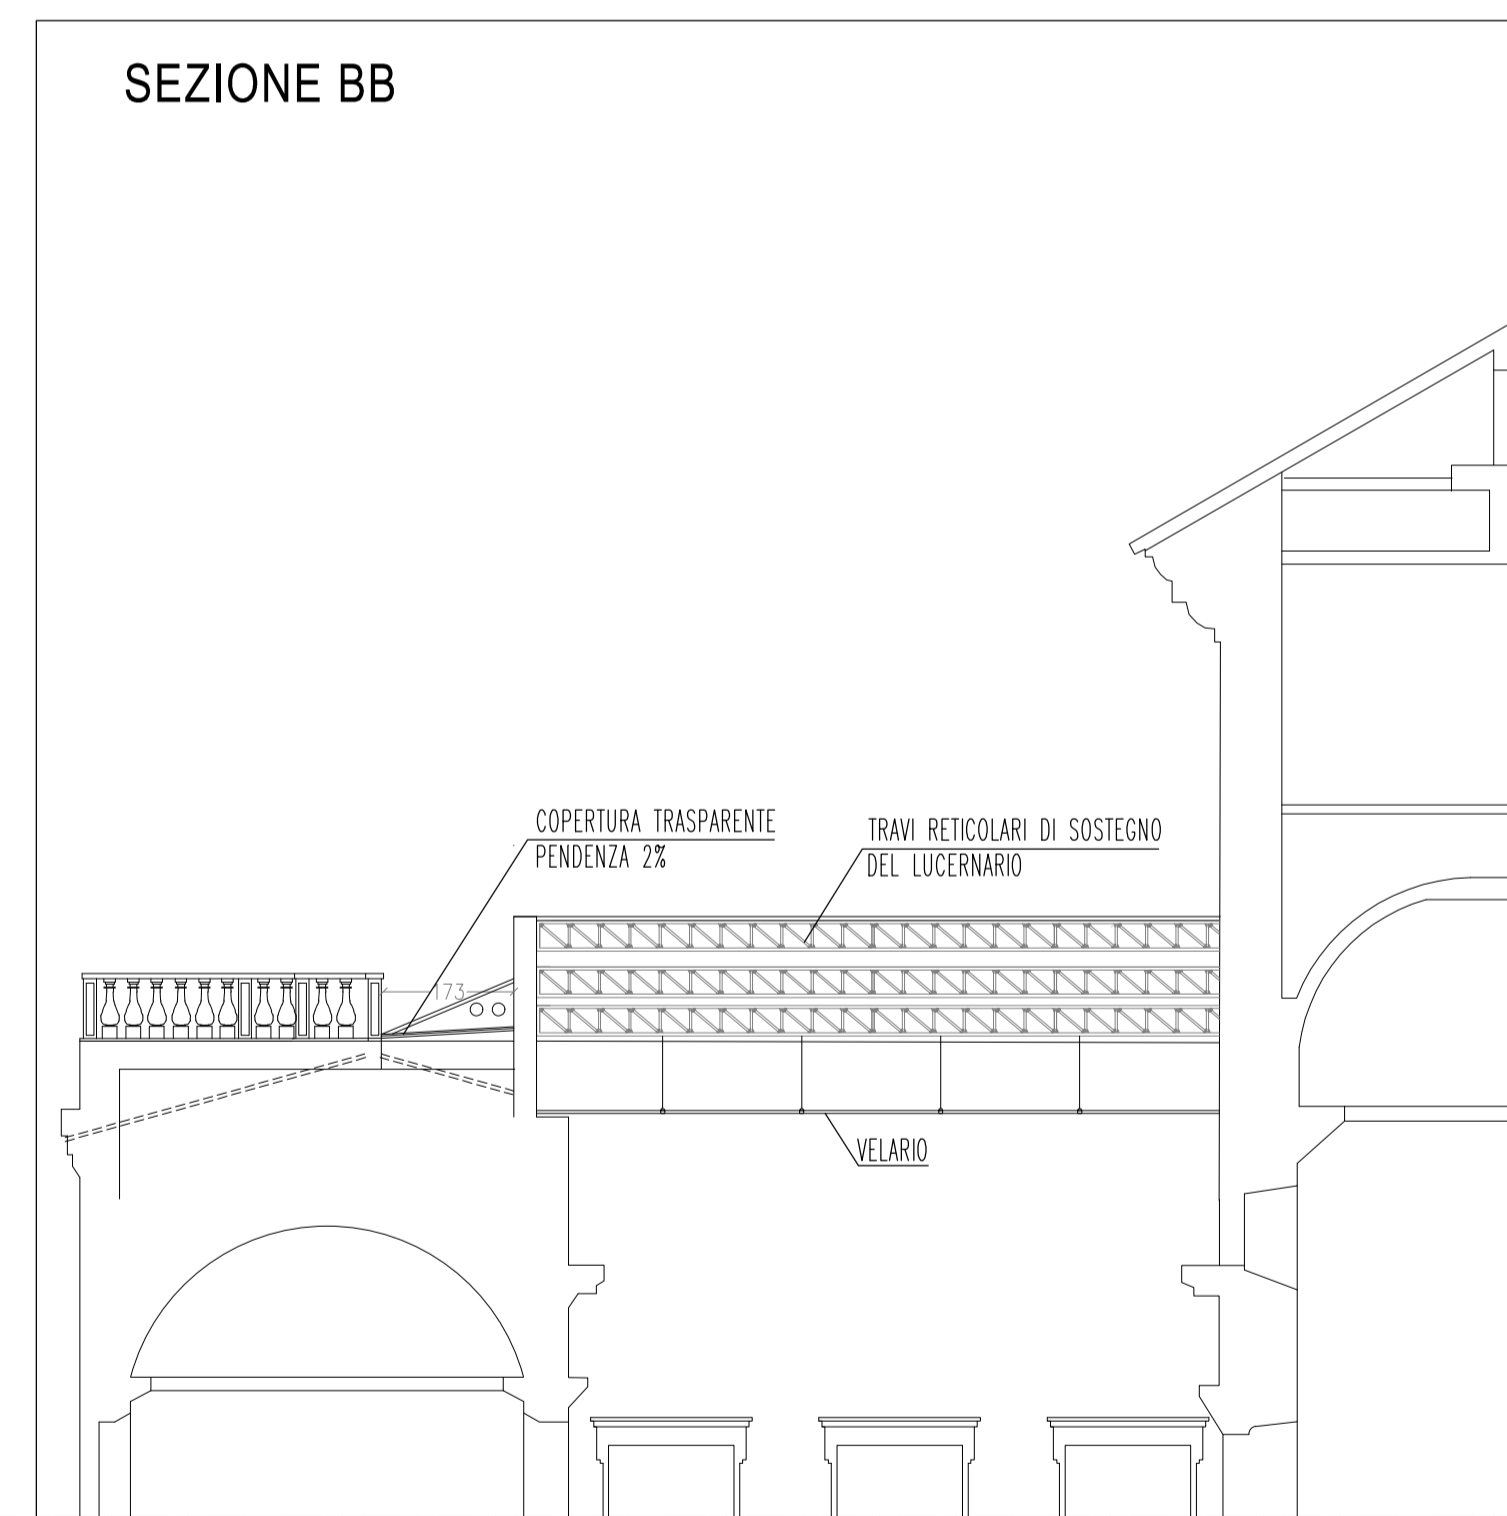 SEZIONE BB
COPERTURA TRASPARENTE
PENDENZA 2%
TRAVI RETICOLARI DI SOSTEGNO
DEL LUCERNARIO
173
VELARIO